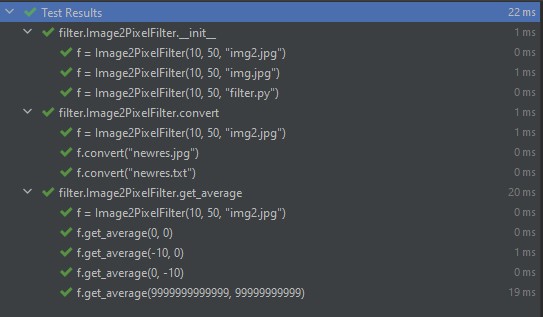 Test Results 22 ms
filter.Image2PixelFilter.__init__ 1 ms
f = Image2PixelFilter(10, 50, "img2.jpg") 0 ms
f = Image2PixelFilter(10, 50, "img.jpg") 1 ms
f = Image2PixelFilter(10, 50, "filter.py") 0 ms
filter.Image2PixelFilter.convert 1 ms
f = Image2PixelFilter(10, 50, "img2.jpg") 1 ms
f.convert("newres.jpg") 0 ms
f.convert("newres.txt") 0 ms
filter.Image2PixelFilter.get_average 20 ms
f = Image2PixelFilter(10, 50, "img2.jpg") 0 ms
f.get_average(0, 0) 0 ms
f.get_average(-10, 0) 1 ms
f.get_average(0, -10) 0 ms
f.get_average(9999999999999, 99999999999) 19 ms